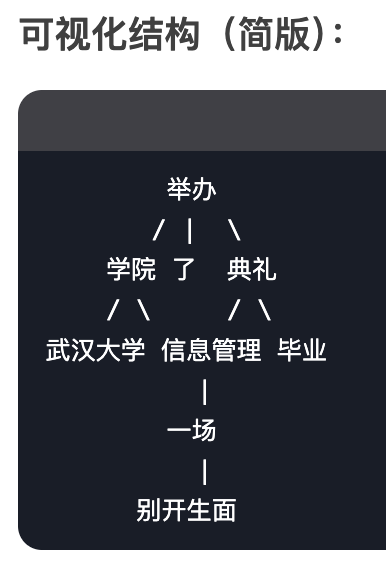 可视化结构（简版）：
举办
/ | \
学院 了 典礼
/ \ / \
武汉大学 信息管理 毕业
|
一场
|
别开生面